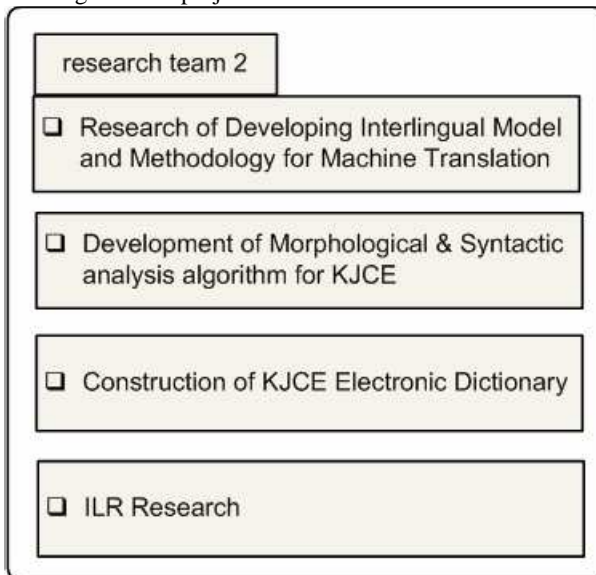 research team 2
❑ Research of Developing Interlingual Model
and Methodology for Machine Translation
❑ Development of Morphological & Syntactic
analysis algorithm for KJCE
❑ Construction of KJCE Electronic Dictionary
❑ ILR Research